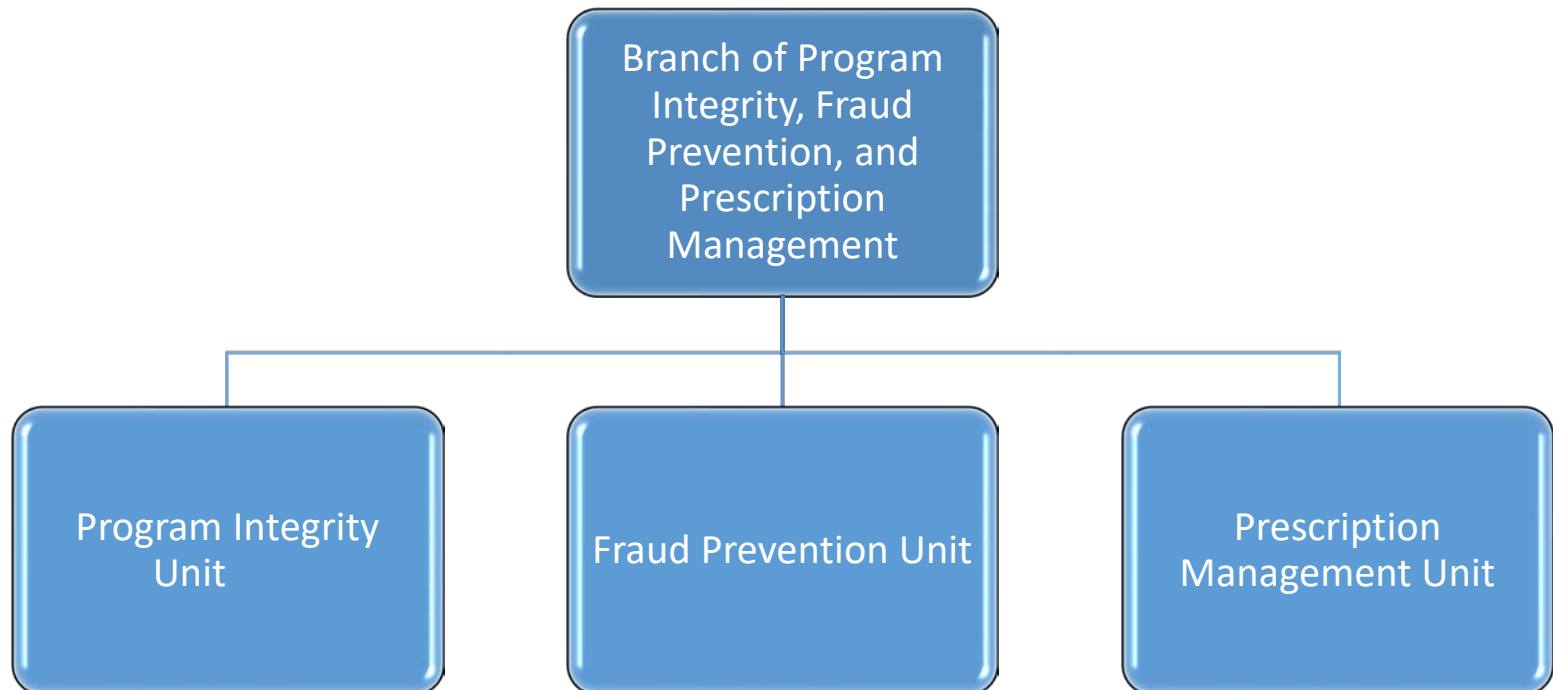 Branch of Program
Integrity, Fraud
Prevention, and
Prescription
Management
Program Integrity
Unit
Fraud Prevention Unit
Prescription
Management Unit